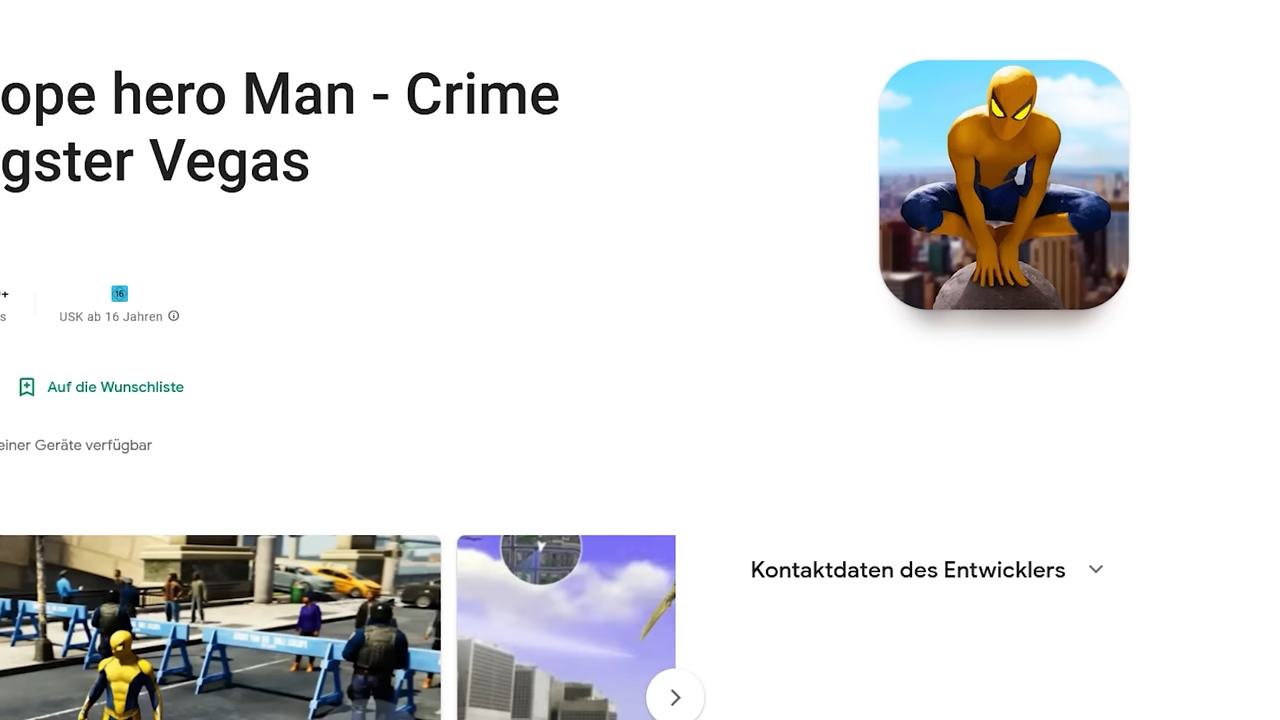 ope hero Man - Crime
gster Vegas
+
s
16
USK ab 16 Jahren
Auf die Wunschliste
einer Geräte verfügbar
Kontaktdaten des Entwicklers